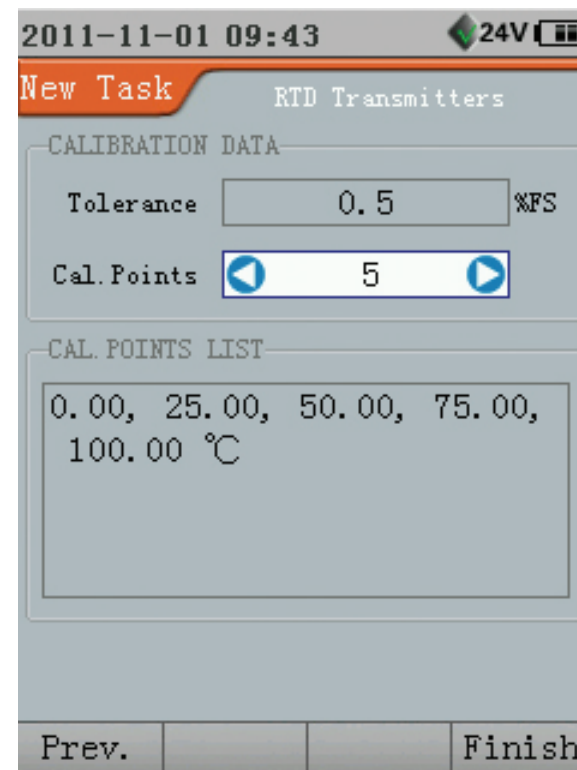 2011-11-01 09:43 24V
New Task RTD Transmitters
CALIBRATION DATA
Tolerance 0.5 %FS
Cal.Points 5
CAL.POINTS LIST
0.00, 25.00, 50.00, 75.00,
100.00 ℃
Prev. Finish